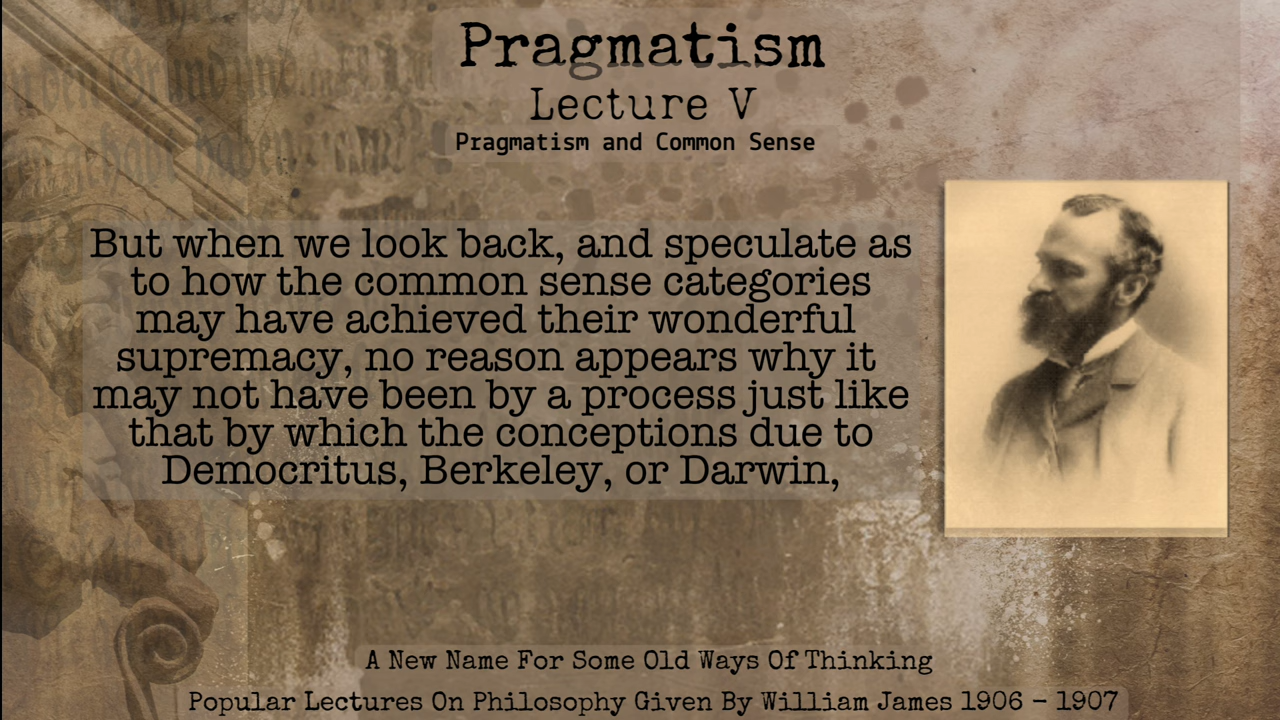 Pragmatism
Lecture V
Pragmatism and Common Sense
But when we look back, and speculate as
to how the common sense categories
may have achieved their wonderful
supremacy, no reason appears why it
may not have been by a process just like
that by which the conceptions due to
Democritus, Berkeley, or Darwin,
A New Name For Some Old Ways Of Thinking
Popular Lectures On Philosophy Given By William James 1906 - 1907